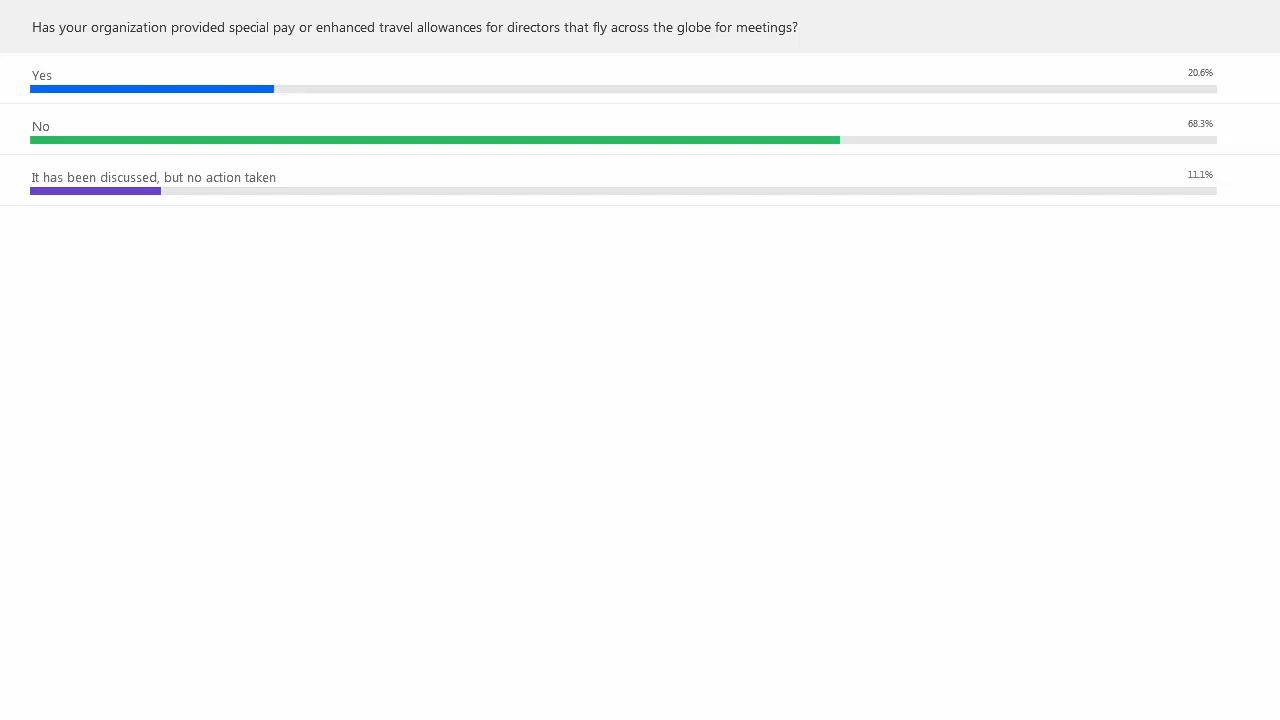 Has your organization provided special pay or enhanced travel allowances for directors that fly across the globe for meetings?
Yes
20.6%
No
68.3%
It has been discussed, but no action taken
11.1%